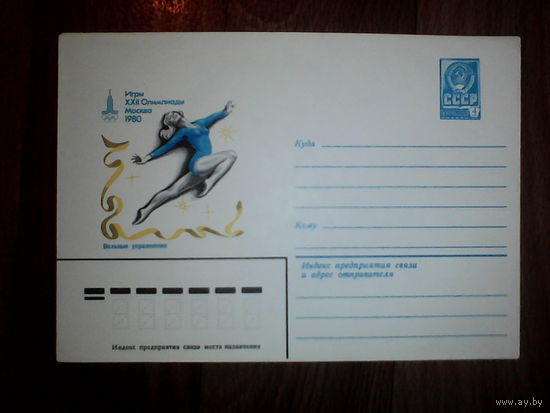 Игры
XXII Олимпиады
Москва
1980
СССР
4
Куда
Кому
Вольные упражнения
Индекс предприятия связи
и адрес отправителя
Индекс предприятия связи места назначения
www.ay.by